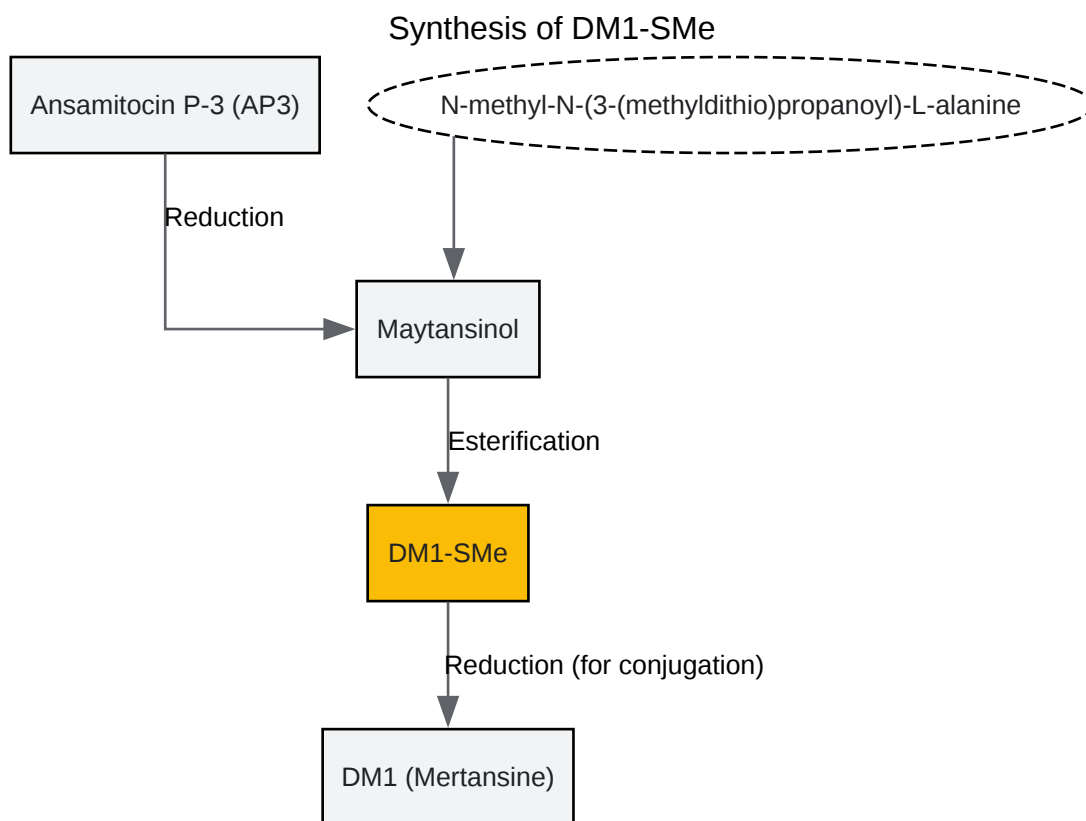 Synthesis of DM1-SMe
Ansamitocin P-3 (AP3)
N-methyl-N-(3-(methyldithio)propanoyl)-L-alanine
Reduction
Maytansinol
Esterification
DM1-SMe
Reduction (for conjugation)
DM1 (Mertansine)